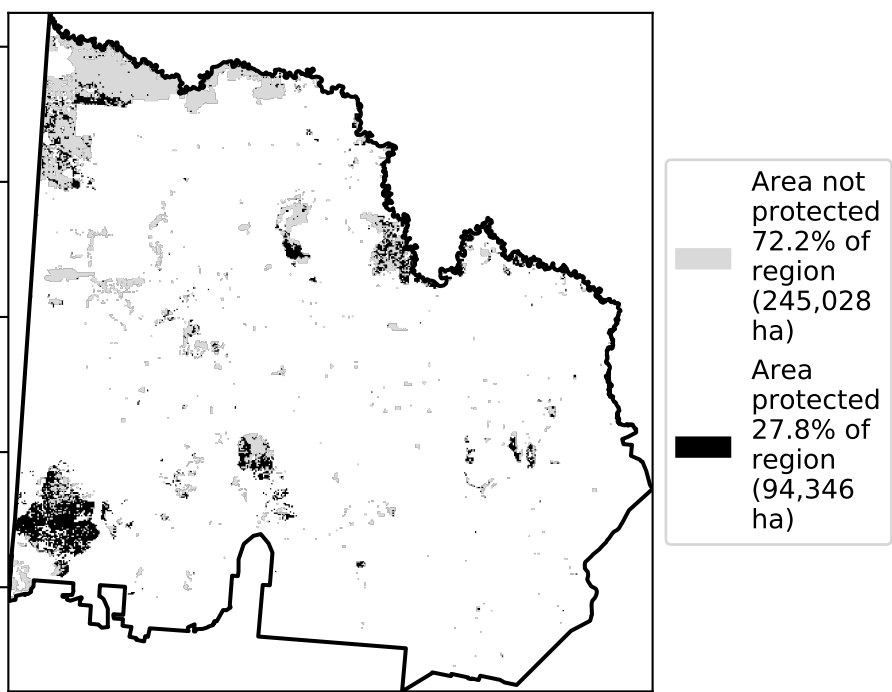 Area not
protected
72.2% of
region
(245,028
ha)
Area
protected
27.8% of
region
(94,346
ha)